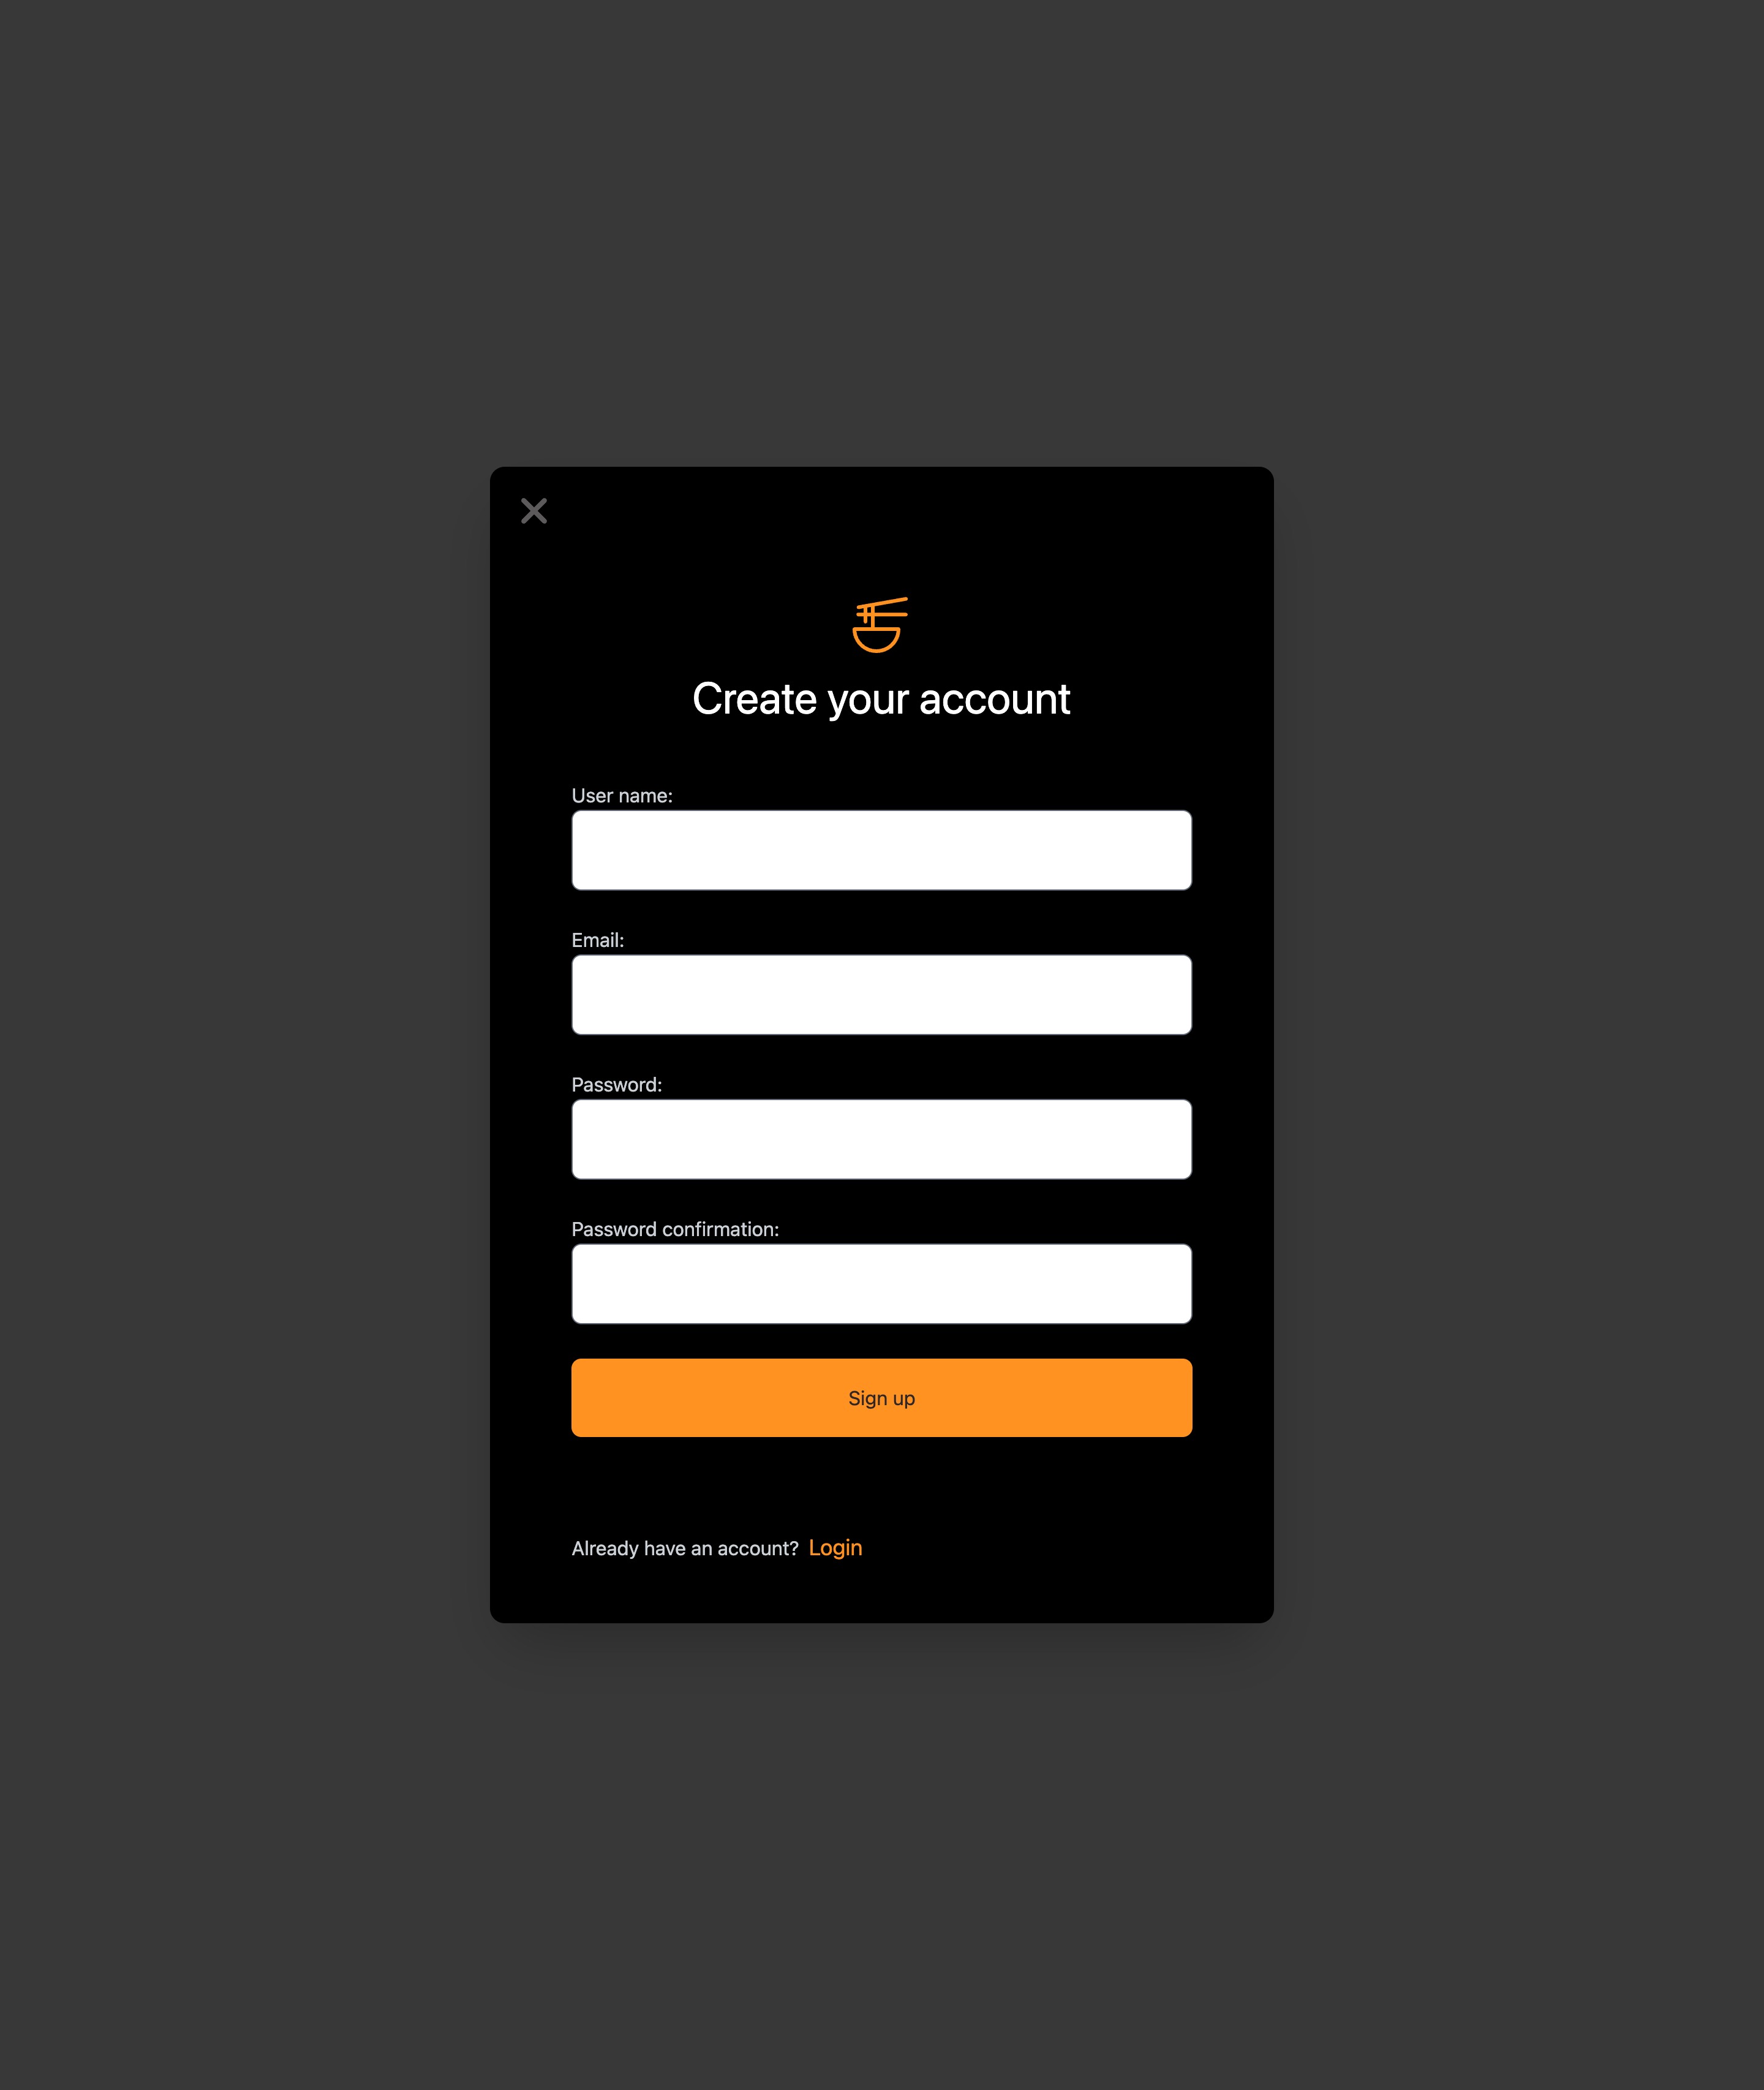 Create your account
User name:
Email:
Password:
Password confirmation:
Sign up
Already have an account? Login